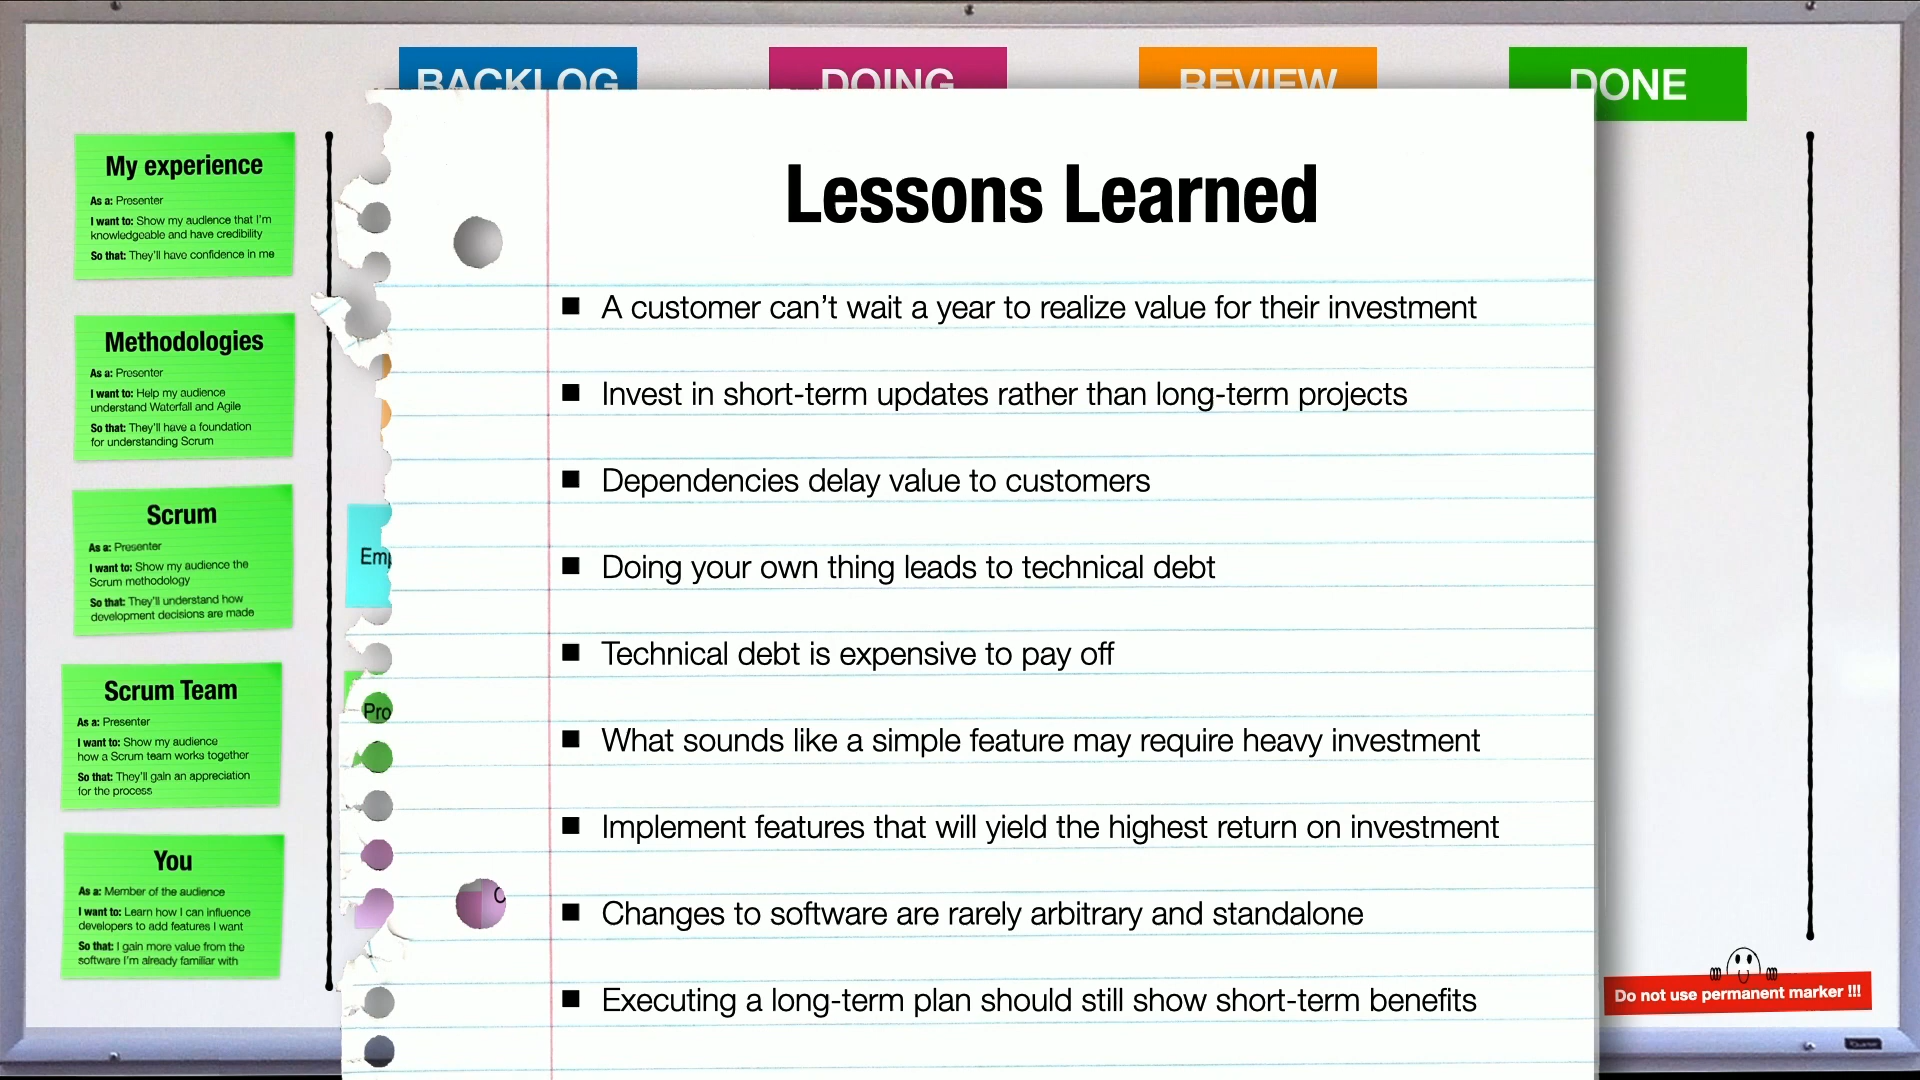 BACKLOG
DOING
REVIEW
DONE
My experience
As a: Presenter
I want to: Show my audience that I'm
knowledgeable and have credibility
So that: They'll have confidence in me
Methodologies
As a: Presenter
I want to: Help my audience
understand Waterfall and Agile
So that: They'll have a foundation
for understanding Scrum
Scrum
As a: Presenter
I want to: Show my audience the
Scrum methodology
So that: They'll understand how
development decisions are made
Scrum Team
As a: Presenter
I want to: Show my audience
how a Scrum team works together
So that: They'll gain an appreciation
for the process
You
As a: Member of the audience
I want to: Learn how I can influence
developers to add features I want
So that: I gain more value from the
software I'm already familiar with
Lessons Learned
■ A customer can’t wait a year to realize value for their investment
■ Invest in short-term updates rather than long-term projects
■ Dependencies delay value to customers
■ Doing your own thing leads to technical debt
■ Technical debt is expensive to pay off
■ What sounds like a simple feature may require heavy investment
■ Implement features that will yield the highest return on investment
■ Changes to software are rarely arbitrary and standalone
■ Executing a long-term plan should still show short-term benefits
Do not use permanent marker !!!